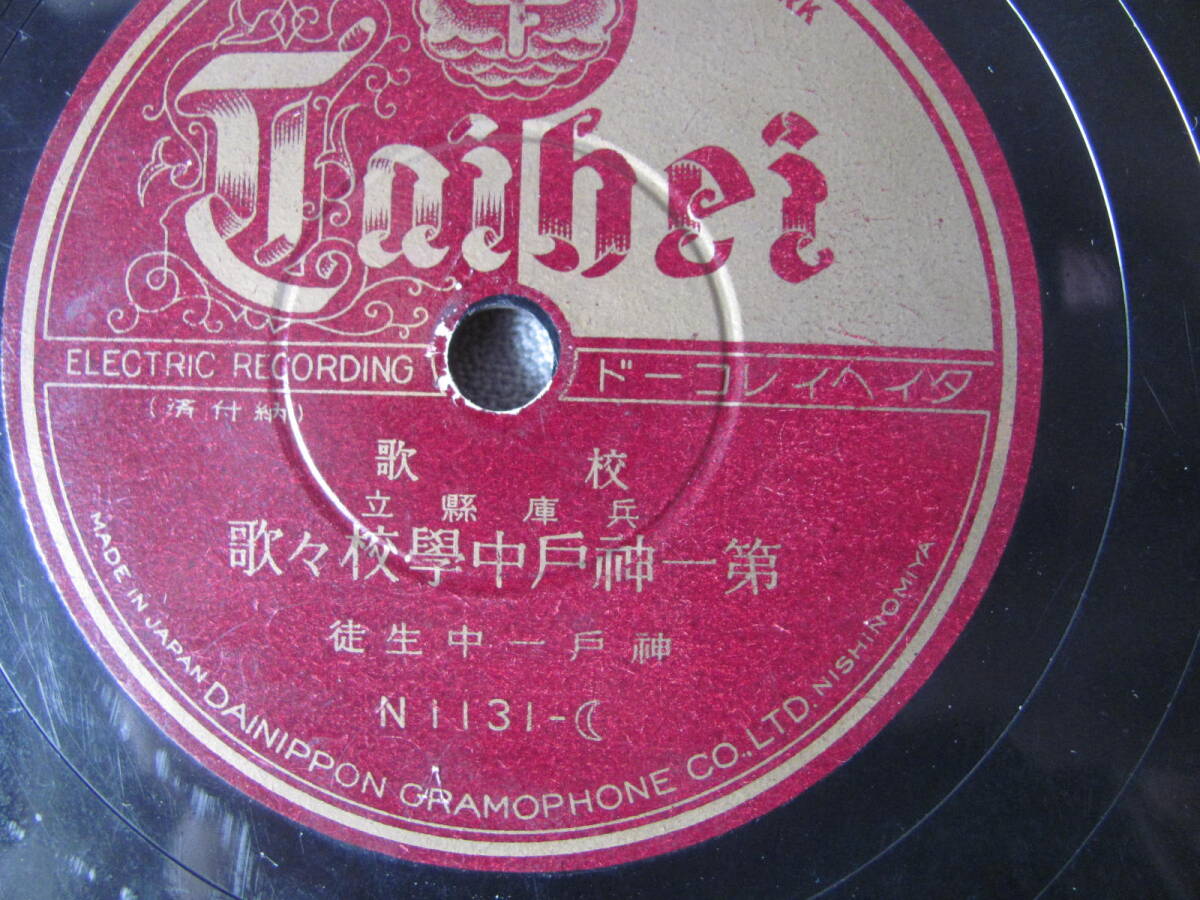 Taihei
ELECTRIC RECORDING
タイヘイレコード
(納付済)
校歌
兵庫縣立
第一神戸中學校々歌
神戸一中生徒
N1131-☾
MADE IN JAPAN DAINIPPON GRAMOPHONE CO., LTD. NISHINOMIYA